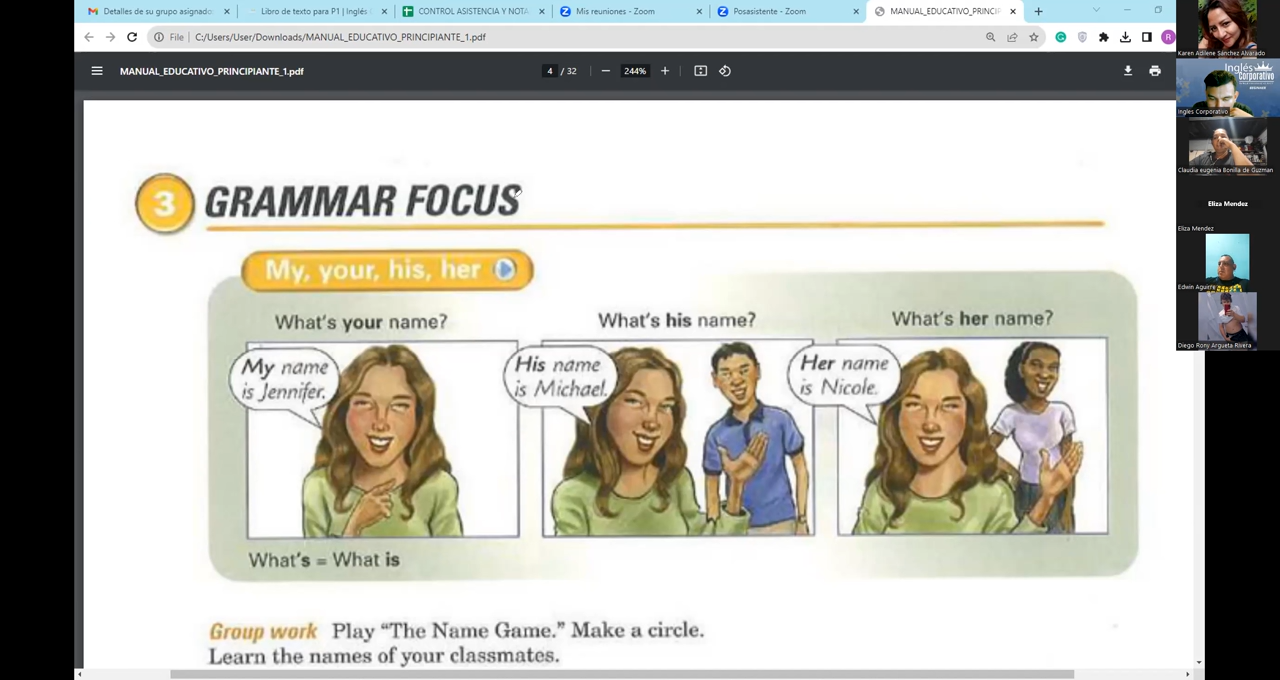 Detalles de su grupo asignado
Libro de texto para P1 | Inglés
CONTROL ASISTENCIA Y NOTA
Mis reuniones - Zoom
Posasistente - Zoom
MANUAL_EDUCATIVO_PRINCIP
File
C:/Users/User/Downloads/MANUAL_EDUCATIVO_PRINCIPIANTE_1.pdf
R
MANUAL_EDUCATIVO_PRINCIPIANTE_1.pdf
4 / 32
244%
3 GRAMMAR FOCUS
My, your, his, her
What's your name?
What's his name?
What's her name?
My name
is Jennifer.
His name
is Michael.
Her name
is Nicole.
What's = What is
Group work Play “The Name Game.” Make a circle.
Learn the names of your classmates.
Karen Adilene Sánchez Alvarado
Inglés
Corporativo
Inglés Corporativo
Claudia eugenia Bonilla de Guzman
Eliza Mendez
Eliza Mendez
Edwin Aguirre
Diego Rony Argueta Rivera